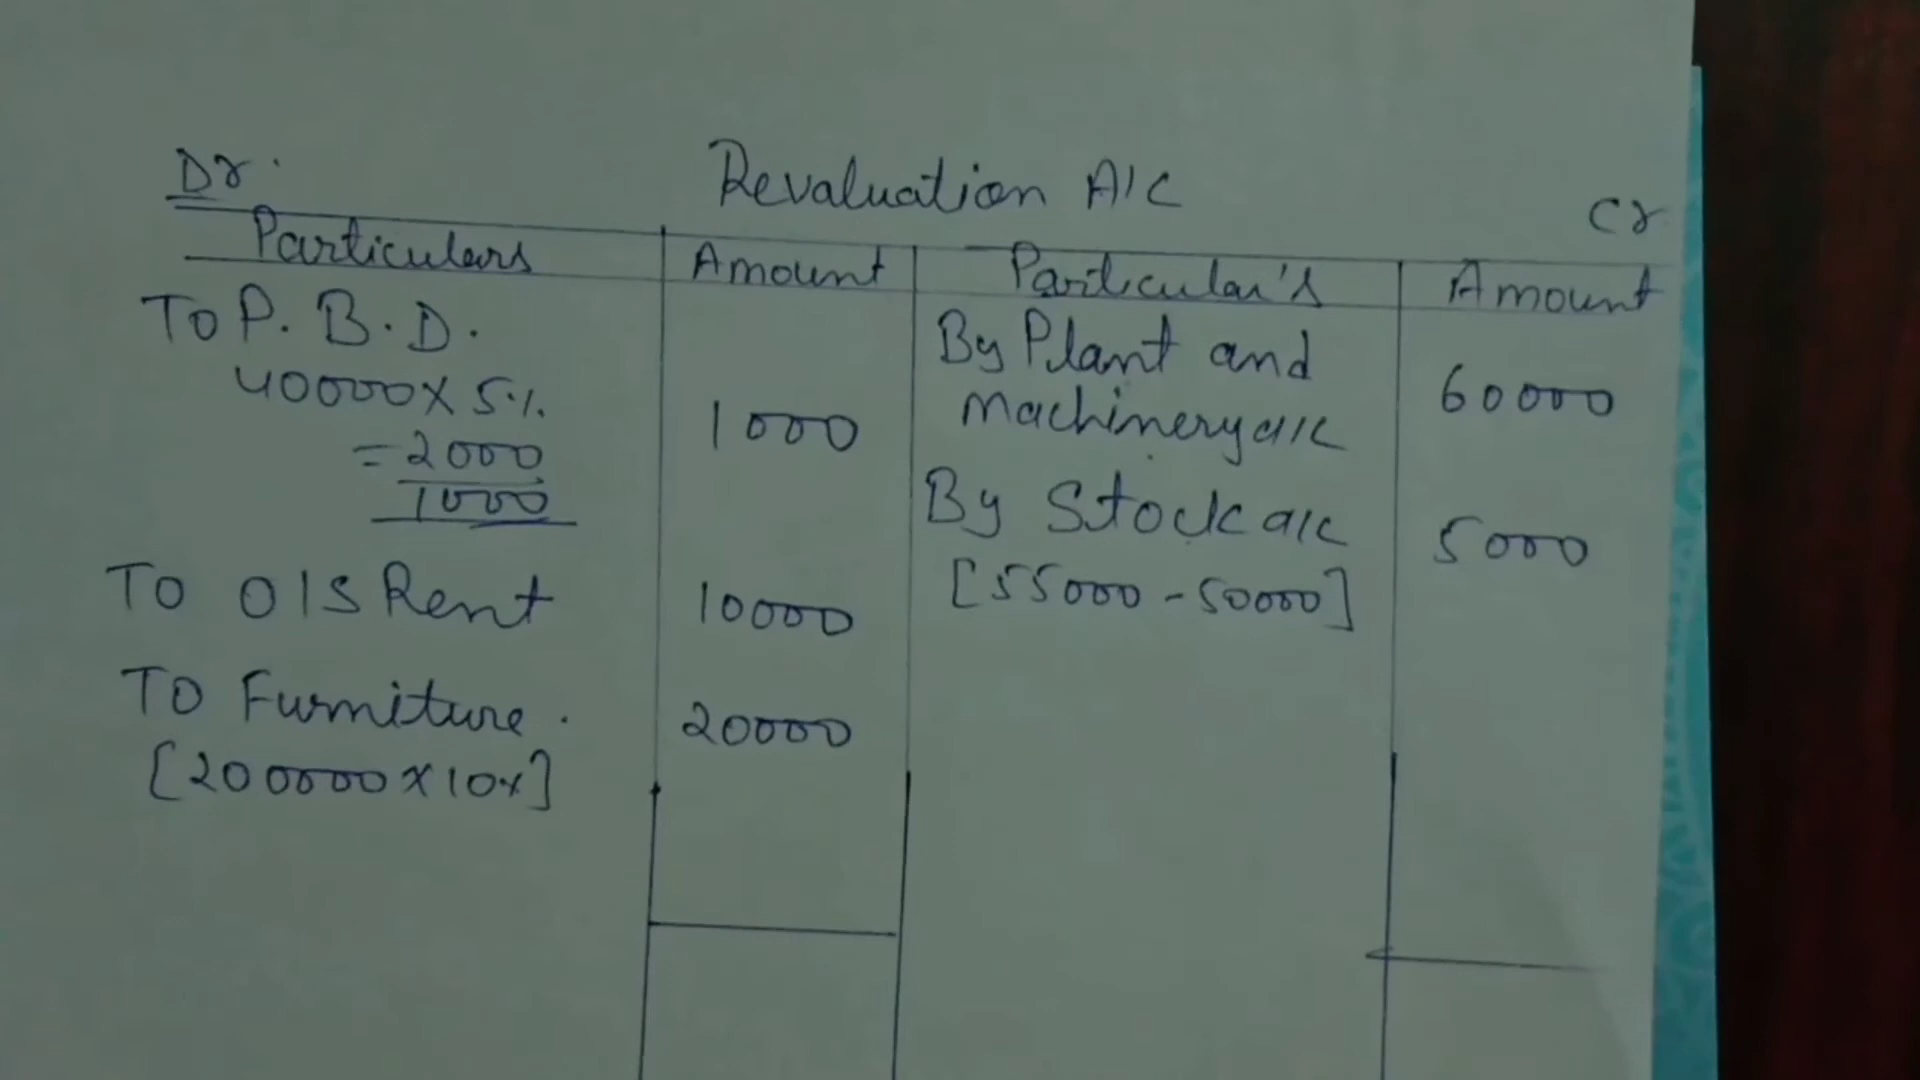 Dr.
Revaluation A/C
Cr
Particulars
Amount
Particular's
Amount
To P.B.D.
40000 x 5%
= 2000
1000
1000
To O/S Rent
10000
To Furniture.
20000
[200000 x 10%]
By Plant and
Machinery a/c
60000
By Stock a/c
5000
[55000 - 50000]